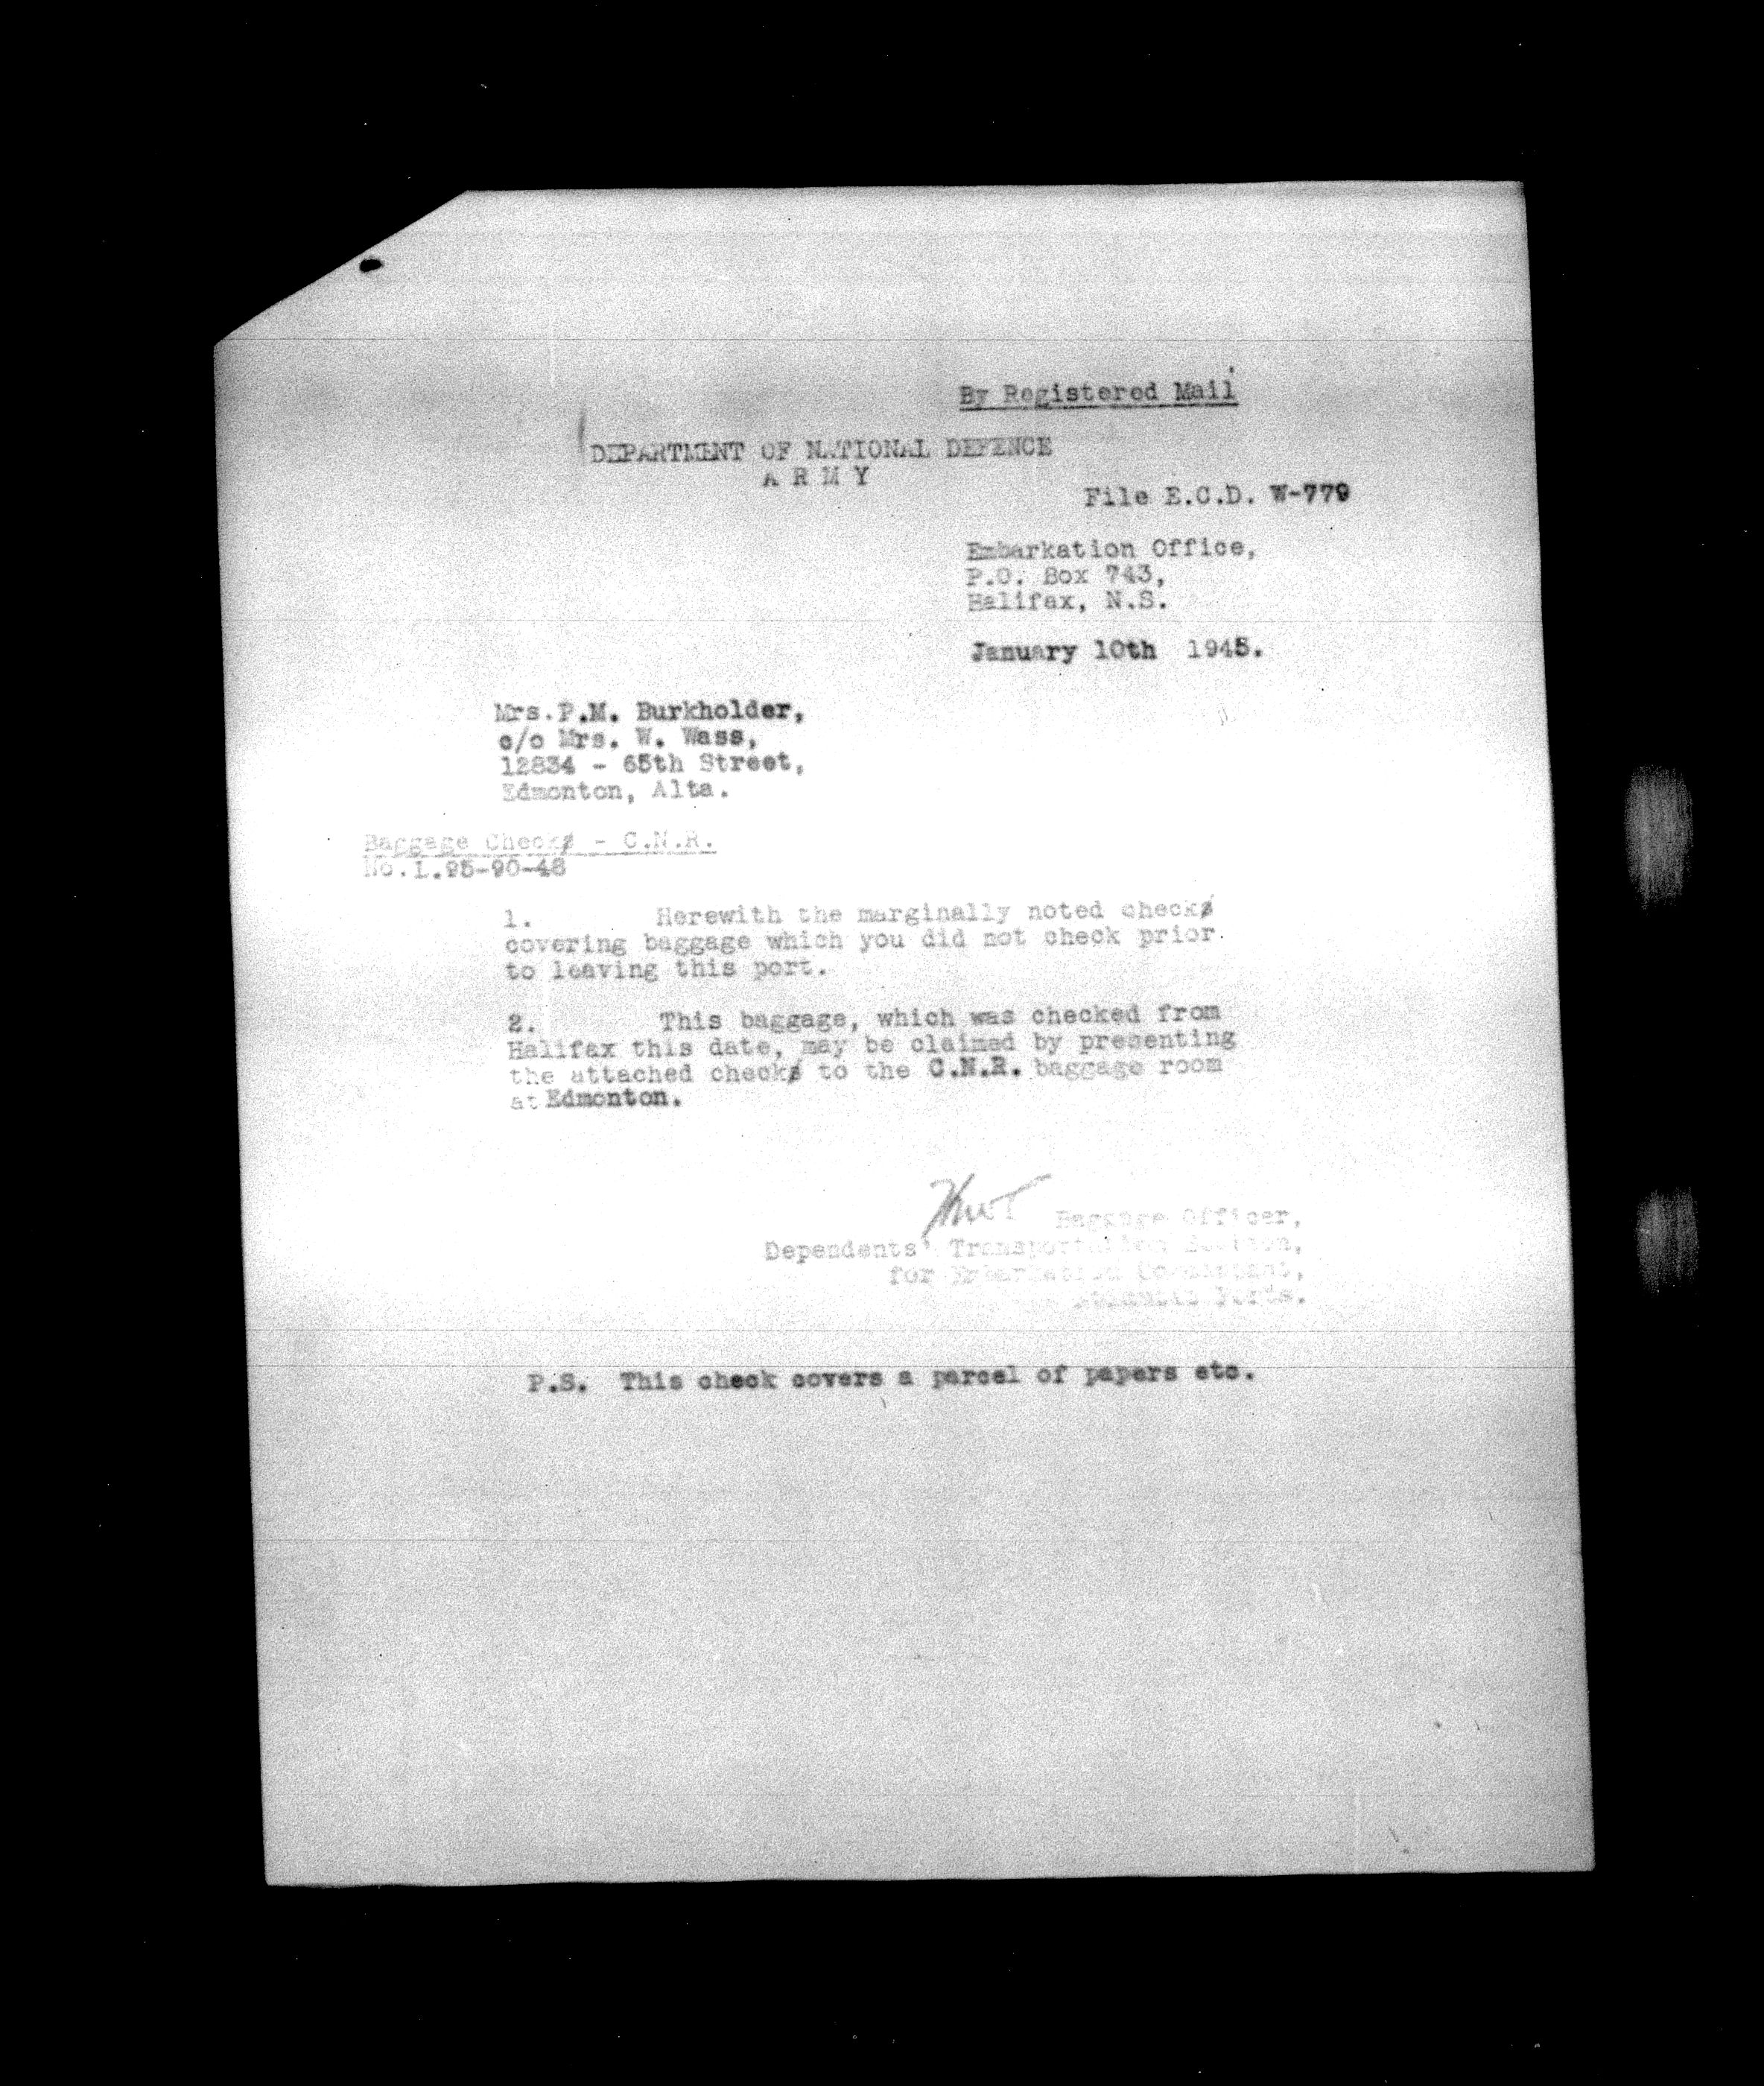 By Registered Mail
DEPARTMENT OF NATIONAL DEFENCE
A R M Y
File E.C.D. W-779
Embarkation Office,
P.O. Box 743,
Halifax, N.S.
January 10th 1945.
Mrs. P.M. Burkholder,
c/o Mrs. W. Wass,
12834 - 65th Street,
Edmonton, Alta.
Baggage Check - C.N.R.
No. L.95-90-48
1. Herewith the marginally noted check
covering baggage which you did not check prior
to leaving this port.
2. This baggage, which was checked from
Halifax this date, may be claimed by presenting
the attached check to the C.N.R. baggage room
at Edmonton.
Baggage Officer,
Dependents' Transportation Section,
for Embarkation Commandant,
Atlantic Ports.
P.S. This check covers a parcel of papers etc.